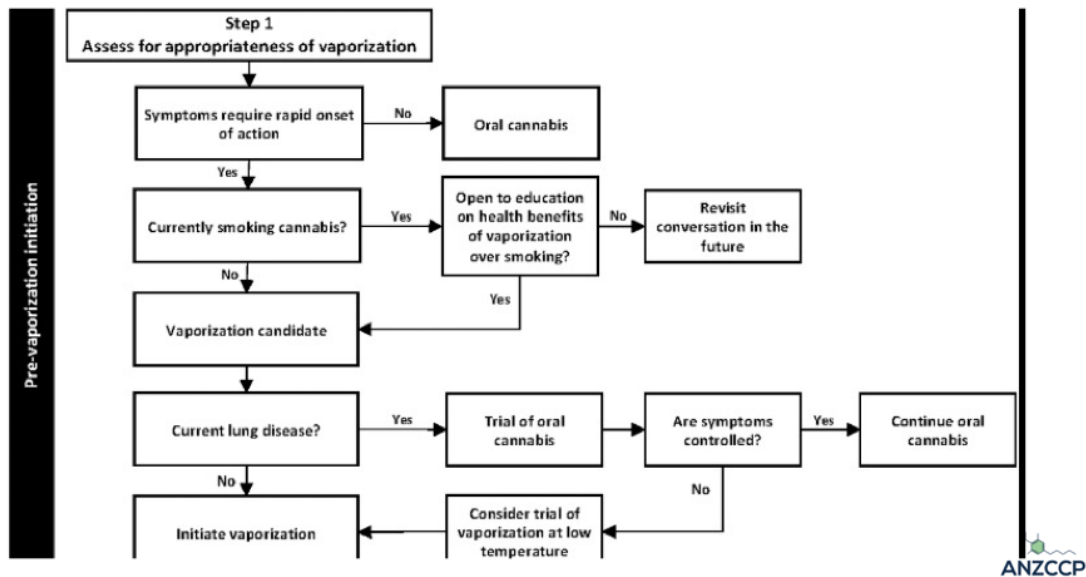 Step 1
Assess for appropriateness of vaporization
Pre-vaporization initiation
Symptoms require rapid onset
of action
No
Oral cannabis
Yes
Currently smoking cannabis?
Yes
Open to education
on health benefits
of vaporization
over smoking?
No
Revisit
conversation in the
future
No
Yes
Vaporization candidate
Current lung disease?
Yes
Trial of oral
cannabis
Are symptoms
controlled?
Yes
Continue oral
cannabis
No
No
Initiate vaporization
Consider trial of
vaporization at low
temperature
ANZCCP